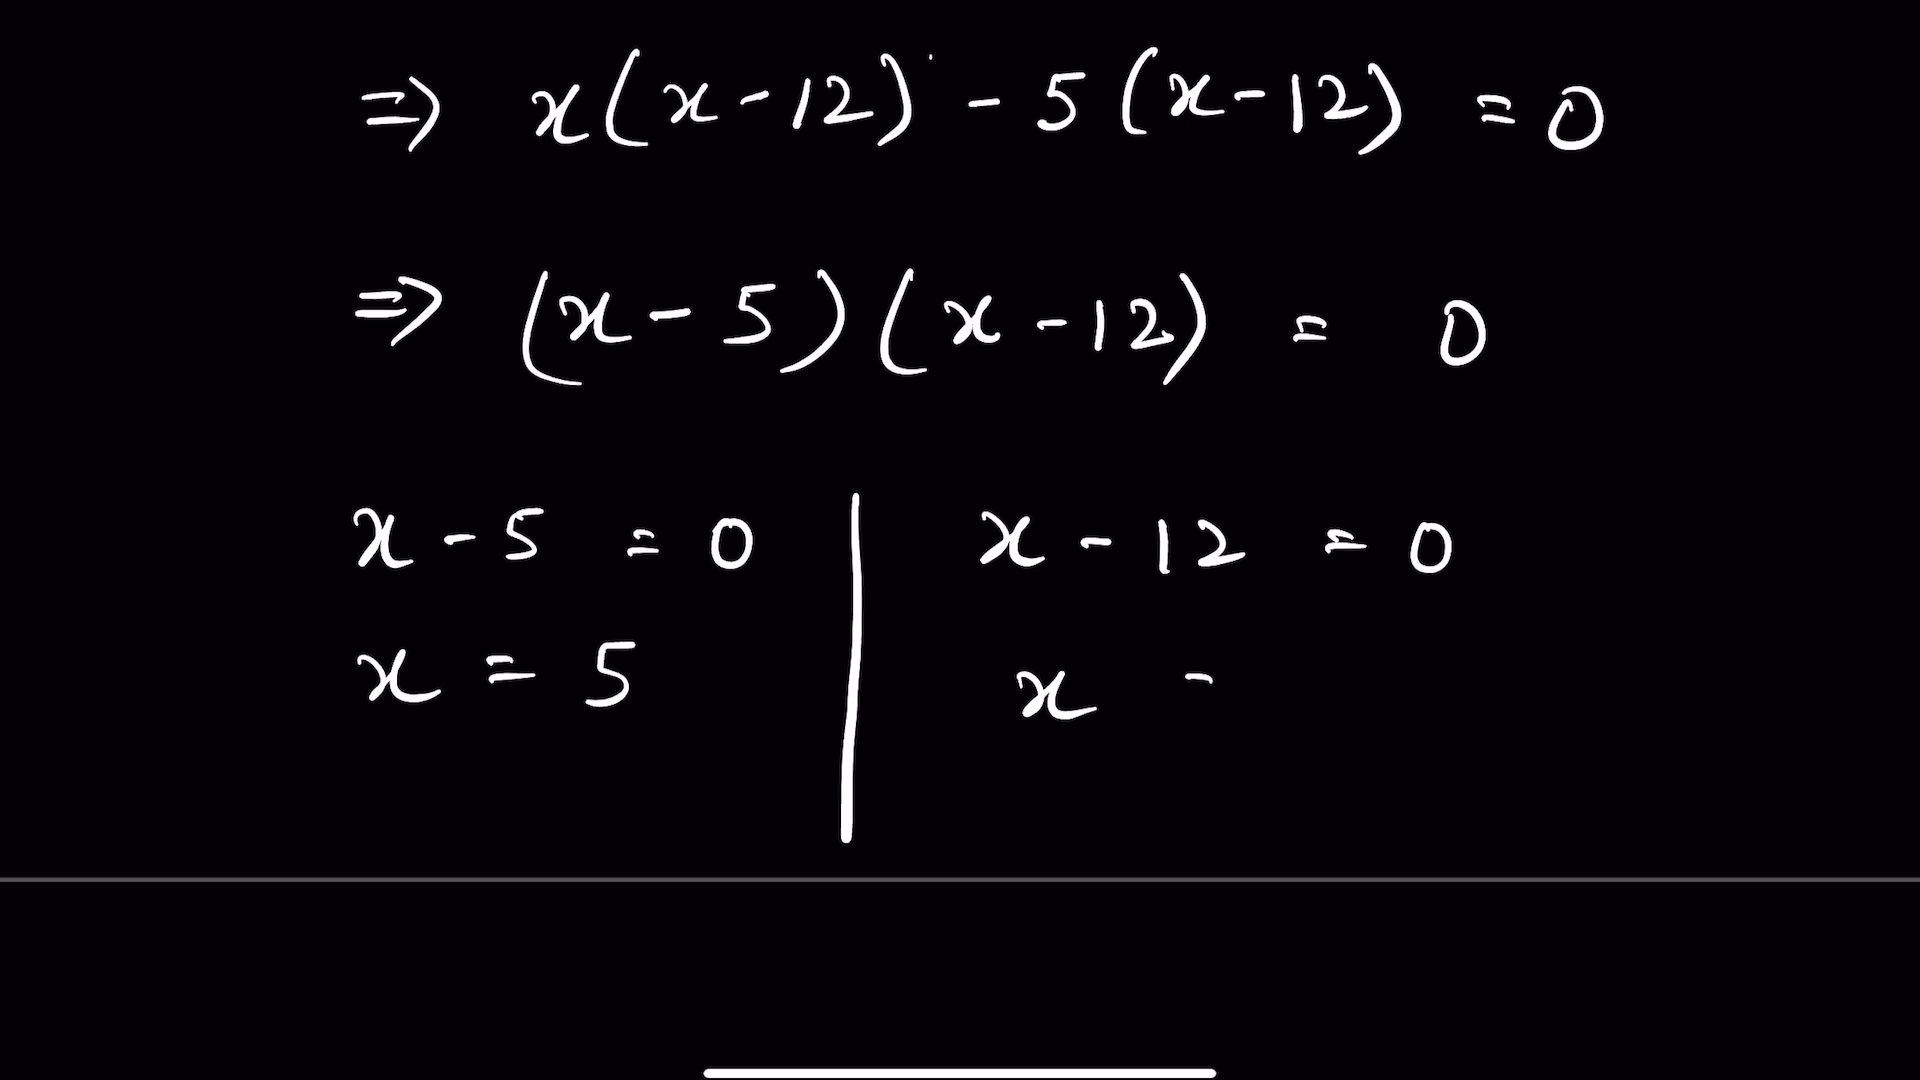 ⇒ x(x-12) - 5(x-12) = 0
⇒ (x-5)(x-12) = 0
x-5 = 0 | x-12 = 0
x = 5 | x -